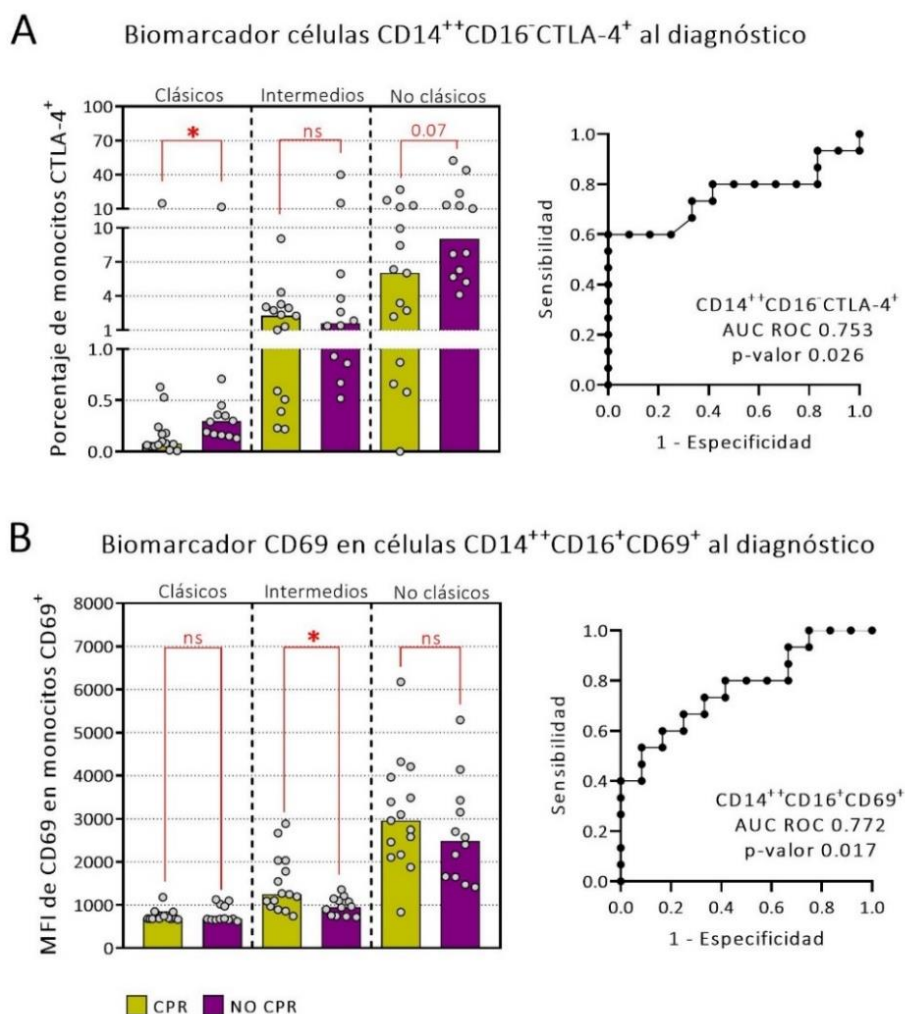 A
Biomarcador células CD14⁺⁺CD16⁻CTLA-4⁺ al diagnóstico
Clásicos Intermedios No clásicos
* ns 0.07
Porcentaje de monocitos CTLA-4⁺
100
70
40
10
10
7
4
1
1.0
0.5
0.0
Sensibilidad
1.0
0.8
0.6
0.4
0.2
0.0
CD14⁺⁺CD16⁻CTLA-4⁺
AUC ROC 0.753
p-valor 0.026
0.0 0.2 0.4 0.6 0.8 1.0
1 - Especificidad
B
Biomarcador CD69 en células CD14⁺⁺CD16⁺CD69⁺ al diagnóstico
Clásicos Intermedios No clásicos
ns * ns
MFI de CD69 en monocitos CD69⁺
8000
7000
6000
5000
4000
3000
2000
1000
0
Sensibilidad
1.0
0.8
0.6
0.4
0.2
0.0
CD14⁺⁺CD16⁺CD69⁺
AUC ROC 0.772
p-valor 0.017
0.0 0.2 0.4 0.6 0.8 1.0
1 - Especificidad
CPR NO CPR